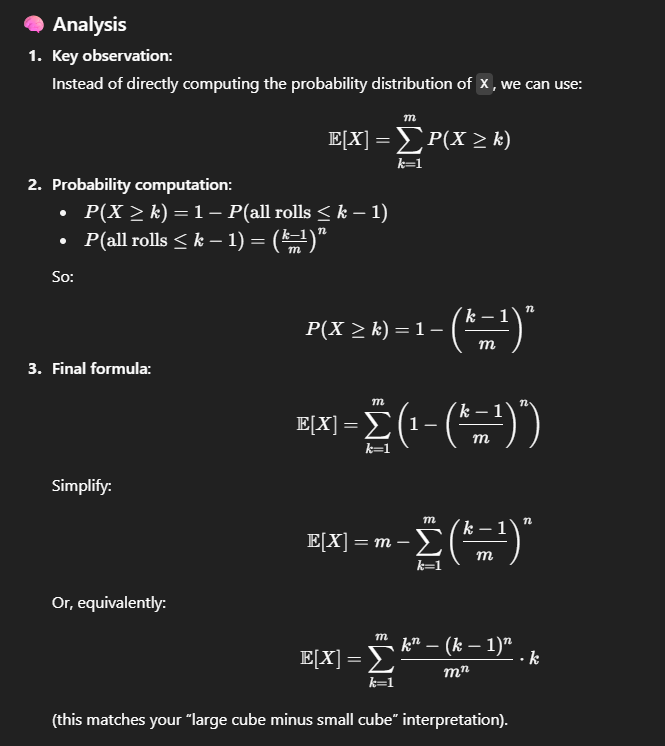 🧠 Analysis
1. Key observation:
Instead of directly computing the probability distribution of X, we can use:
𝔼[X] = ∑_{k=1}^{m} P(X ≥ k)
2. Probability computation:
• P(X ≥ k) = 1 − P(all rolls ≤ k − 1)
• P(all rolls ≤ k − 1) = ((k−1)/m)^n
So:
P(X ≥ k) = 1 − ((k − 1)/m)^n
3. Final formula:
𝔼[X] = ∑_{k=1}^{m} (1 − ((k − 1)/m)^n)
Simplify:
𝔼[X] = m − ∑_{k=1}^{m} ((k − 1)/m)^n
Or, equivalently:
𝔼[X] = ∑_{k=1}^{m} (k^n − (k − 1)^n)/m^n · k
(this matches your “large cube minus small cube” interpretation).